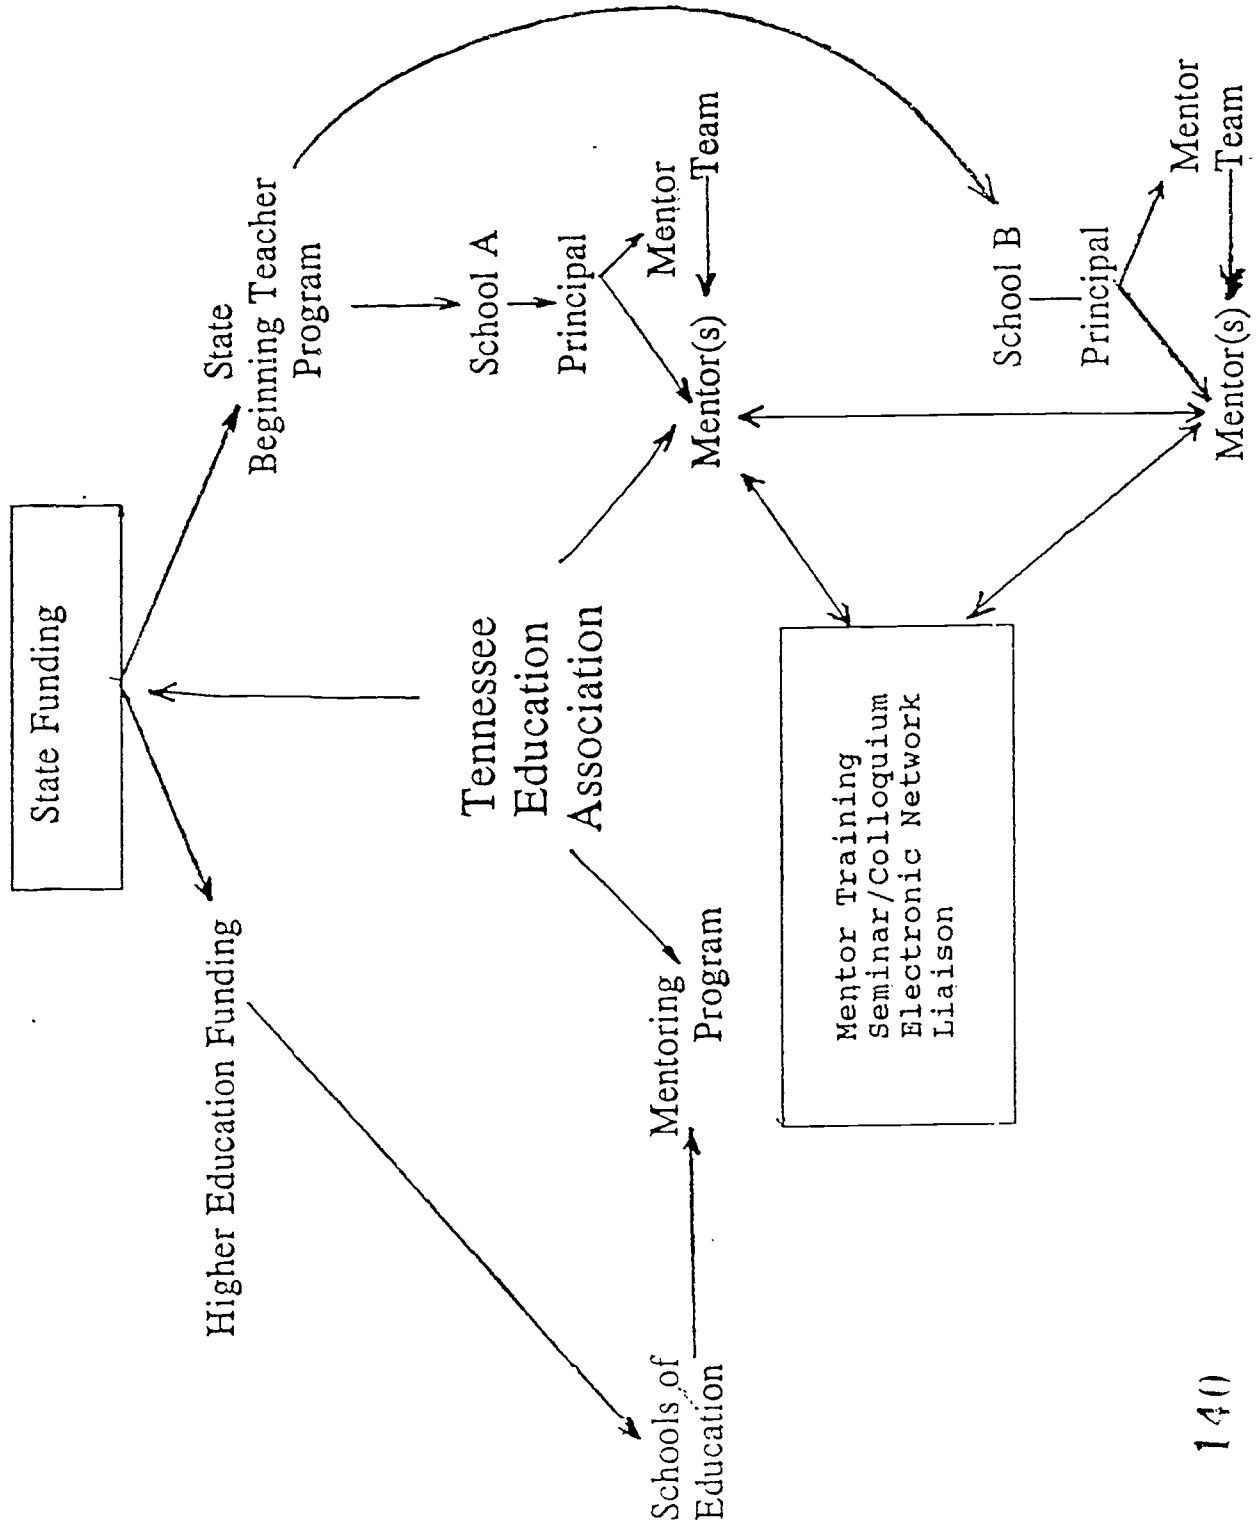 State Funding
Higher Education Funding
State
Beginning Teacher
Program
Tennessee
Education
Association
School A
Principal
Schools of
Education
Mentoring
Program
Mentor(s)
Mentor
Team
Mentor Training
Seminar/Colloquium
Electronic Network
Liaison
School B
Principal
Mentor(s)
Mentor
Team
140